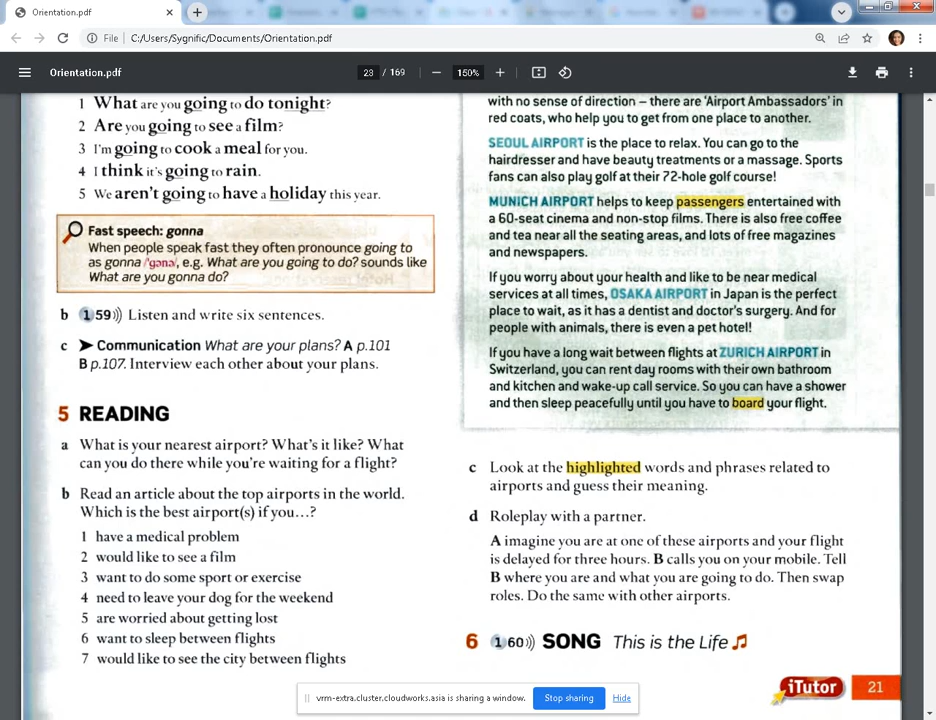 Orientation.pdf
File C:/Users/Sygnific/Documents/Orientation.pdf
Orientation.pdf
23 / 169
150%
1 What are you going to do tonight?
2 Are you going to see a film?
3 I'm going to cook a meal for you.
4 I think it's going to rain.
5 We aren't going to have a holiday this year.
Fast speech: gonna
When people speak fast they often pronounce going to
as gonna /ˈgənə/, e.g. What are you going to do? sounds like
What are you gonna do?
b 1 59)) Listen and write six sentences.
c ➤ Communication What are your plans? A p.101
B p.107. Interview each other about your plans.
5 READING
a What is your nearest airport? What's it like? What
can you do there while you're waiting for a flight?
b Read an article about the top airports in the world.
Which is the best airport(s) if you…?
1 have a medical problem
2 would like to see a film
3 want to do some sport or exercise
4 need to leave your dog for the weekend
5 are worried about getting lost
6 want to sleep between flights
7 would like to see the city between flights
with no sense of direction – there are 'Airport Ambassadors' in
red coats, who help you to get from one place to another.
SEOUL AIRPORT is the place to relax. You can go to the
hairdresser and have beauty treatments or a massage. Sports
fans can also play golf at their 72-hole golf course!
MUNICH AIRPORT helps to keep passengers entertained with
a 60-seat cinema and non-stop films. There is also free coffee
and tea near all the seating areas, and lots of free magazines
and newspapers.
If you worry about your health and like to be near medical
services at all times, OSAKA AIRPORT in Japan is the perfect
place to wait, as it has a dentist and doctor's surgery. And for
people with animals, there is even a pet hotel!
If you have a long wait between flights at ZURICH AIRPORT in
Switzerland, you can rent day rooms with their own bathroom
and kitchen and wake-up call service. So you can have a shower
and then sleep peacefully until you have to board your flight.
c Look at the highlighted words and phrases related to
airports and guess their meaning.
d Roleplay with a partner.
A imagine you are at one of these airports and your flight
is delayed for three hours. B calls you on your mobile. Tell
B where you are and what you are going to do. Then swap
roles. Do the same with other airports.
6 1 60)) SONG This is the Life ♫
iTutor 21
vrm-extra.cluster.cloudworks.asia is sharing a window. Stop sharing Hide